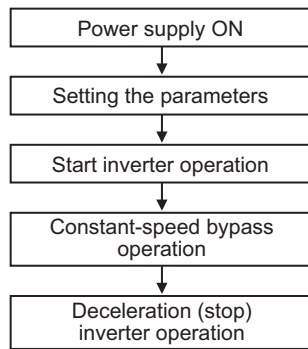 Power supply ON
Setting the parameters
Start inverter operation
Constant-speed bypass
operation
Deceleration (stop)
inverter operation